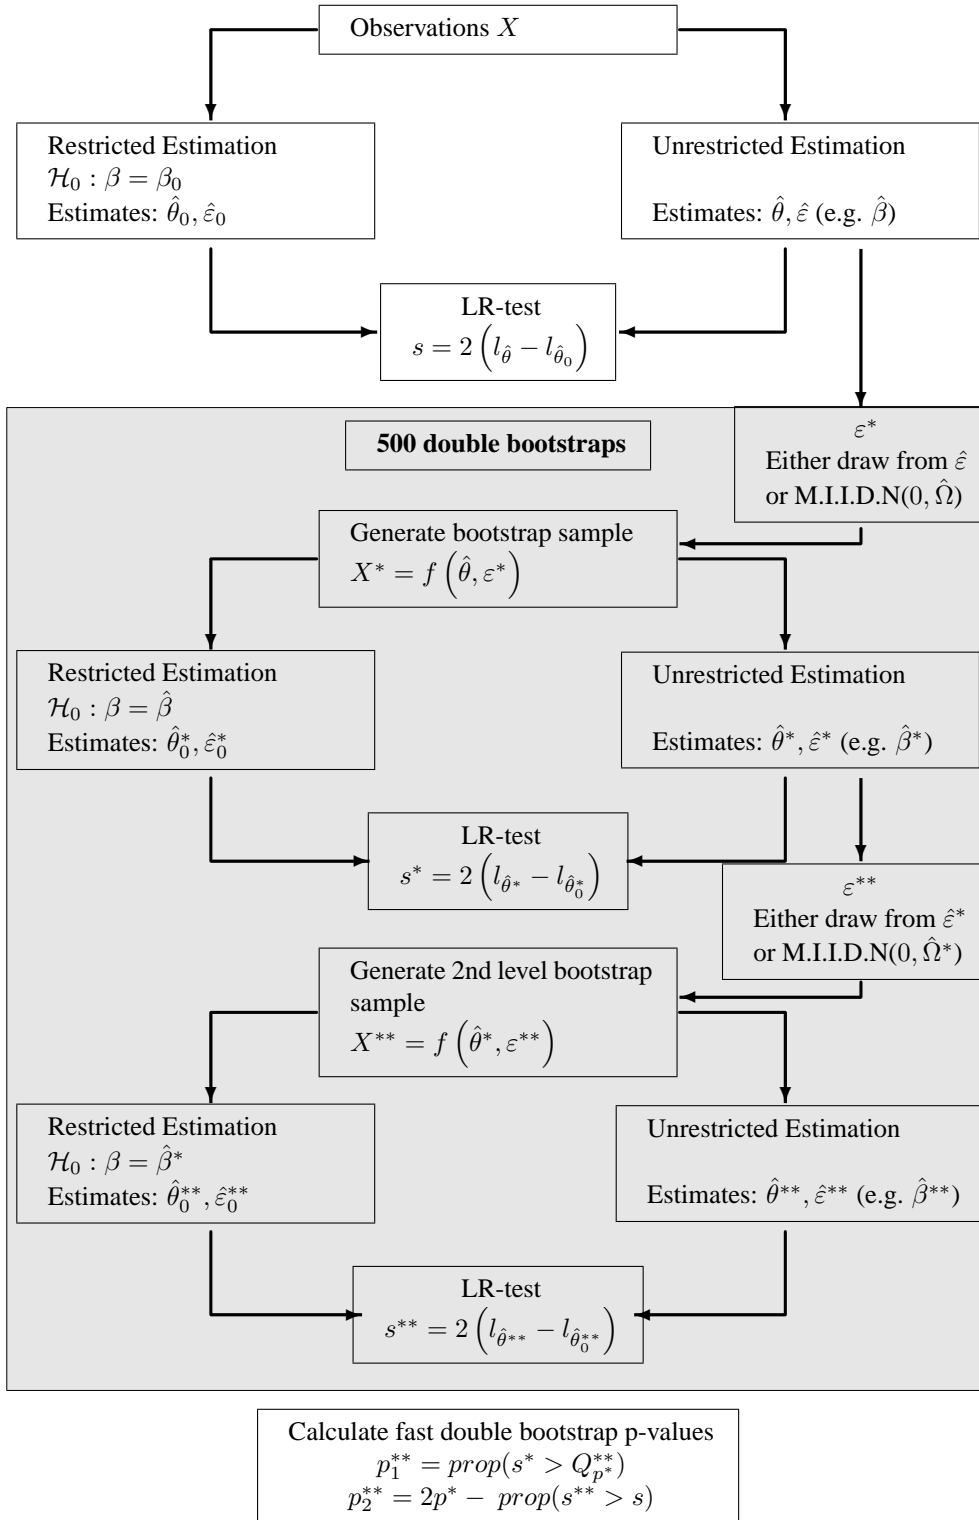 Observations X
Restricted Estimation
ℋ₀ : β = β₀
Estimates: θ̂₀, ε̂₀
Unrestricted Estimation
Estimates: θ̂, ε̂ (e.g. β̂)
LR-test
s = 2 (l_θ̂ − l_θ̂₀)
500 double bootstraps
ε*
Either draw from ε̂
or M.I.I.D.N(0, Ω̂)
Generate bootstrap sample
X* = f (θ̂, ε*)
Restricted Estimation
ℋ₀ : β = β̂
Estimates: θ̂₀*, ε̂₀*
Unrestricted Estimation
Estimates: θ̂*, ε̂* (e.g. β̂*)
LR-test
s* = 2 (l_θ̂* − l_θ̂₀*)
ε**
Either draw from ε̂*
or M.I.I.D.N(0, Ω̂*)
Generate 2nd level bootstrap
sample
X** = f (θ̂*, ε**)
Restricted Estimation
ℋ₀ : β = β̂*
Estimates: θ̂₀**, ε̂₀**
Unrestricted Estimation
Estimates: θ̂**, ε̂** (e.g. β̂**)
LR-test
s** = 2 (l_θ̂** − l_θ̂₀**)
Calculate fast double bootstrap p-values
p₁** = prop(s* > Q**_p*)
p₂** = 2p* − prop(s** > s)